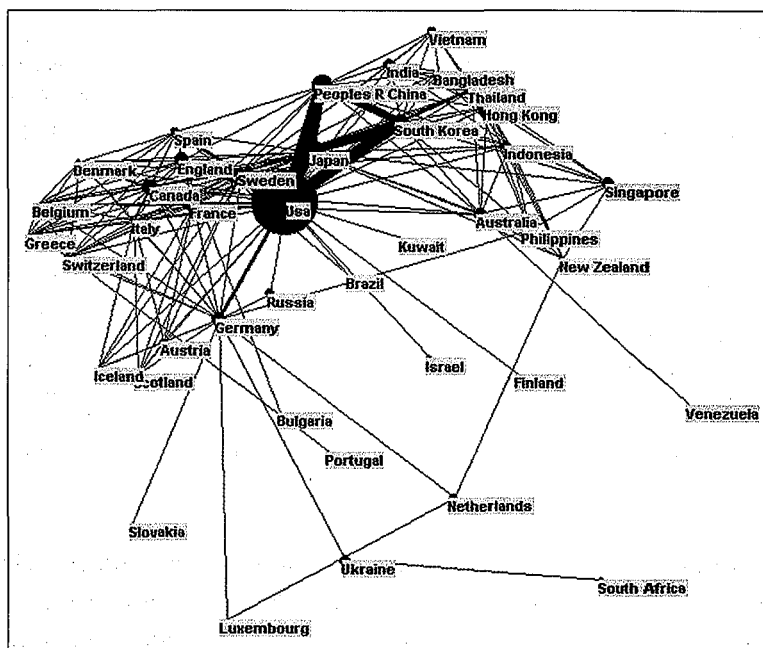 Vietnam
India
Bangladesh
Peoples R China
Thailand
Hong Kong
South Korea
Spain
Japan
Indonesia
Denmark
England
Sweden
Singapore
Canada
Belgium
France
Usa
Australia
Italy
Greece
Philippines
Kuwait
Switzerland
New Zealand
Brazil
Russia
Germany
Austria
Israel
Iceland
Scotland
Finland
Venezuela
Bulgaria
Portugal
Netherlands
Slovakia
Ukraine
South Africa
Luxembourg